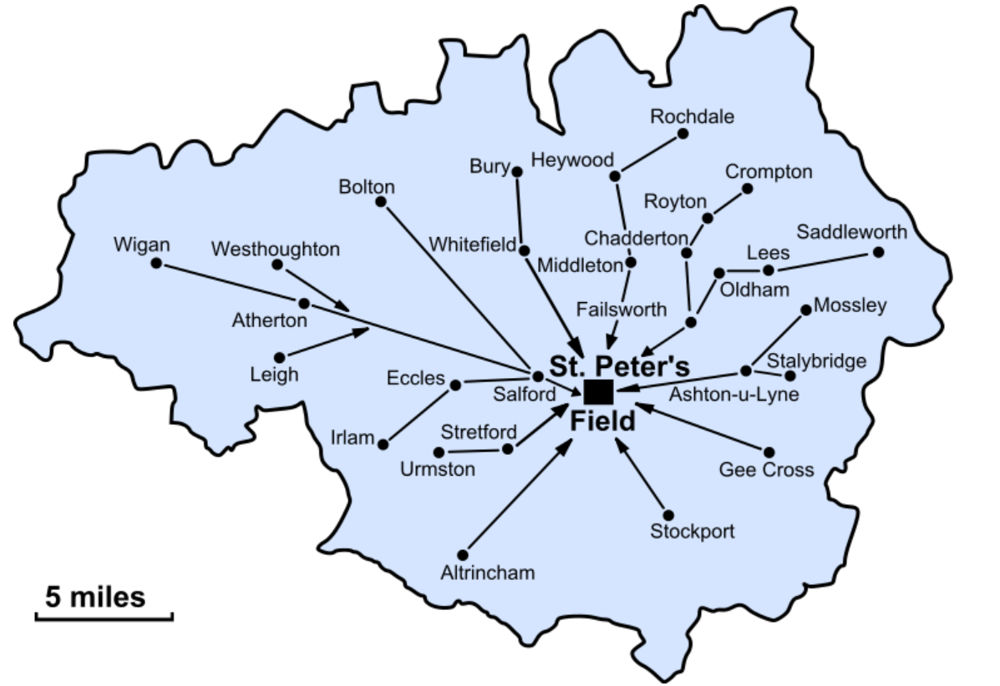 Rochdale
Heywood
Bury
Crompton
Bolton
Royton
Saddleworth
Chadderton
Wigan
Westhoughton
Whitefield
Lees
Middleton
Oldham
Mossley
Failsworth
Atherton
Stalybridge
St. Peter's
Leigh
Eccles
Salford
Ashton-u-Lyne
Field
Stretford
Irlam
Urmston
Gee Cross
Stockport
Altrincham
5 miles